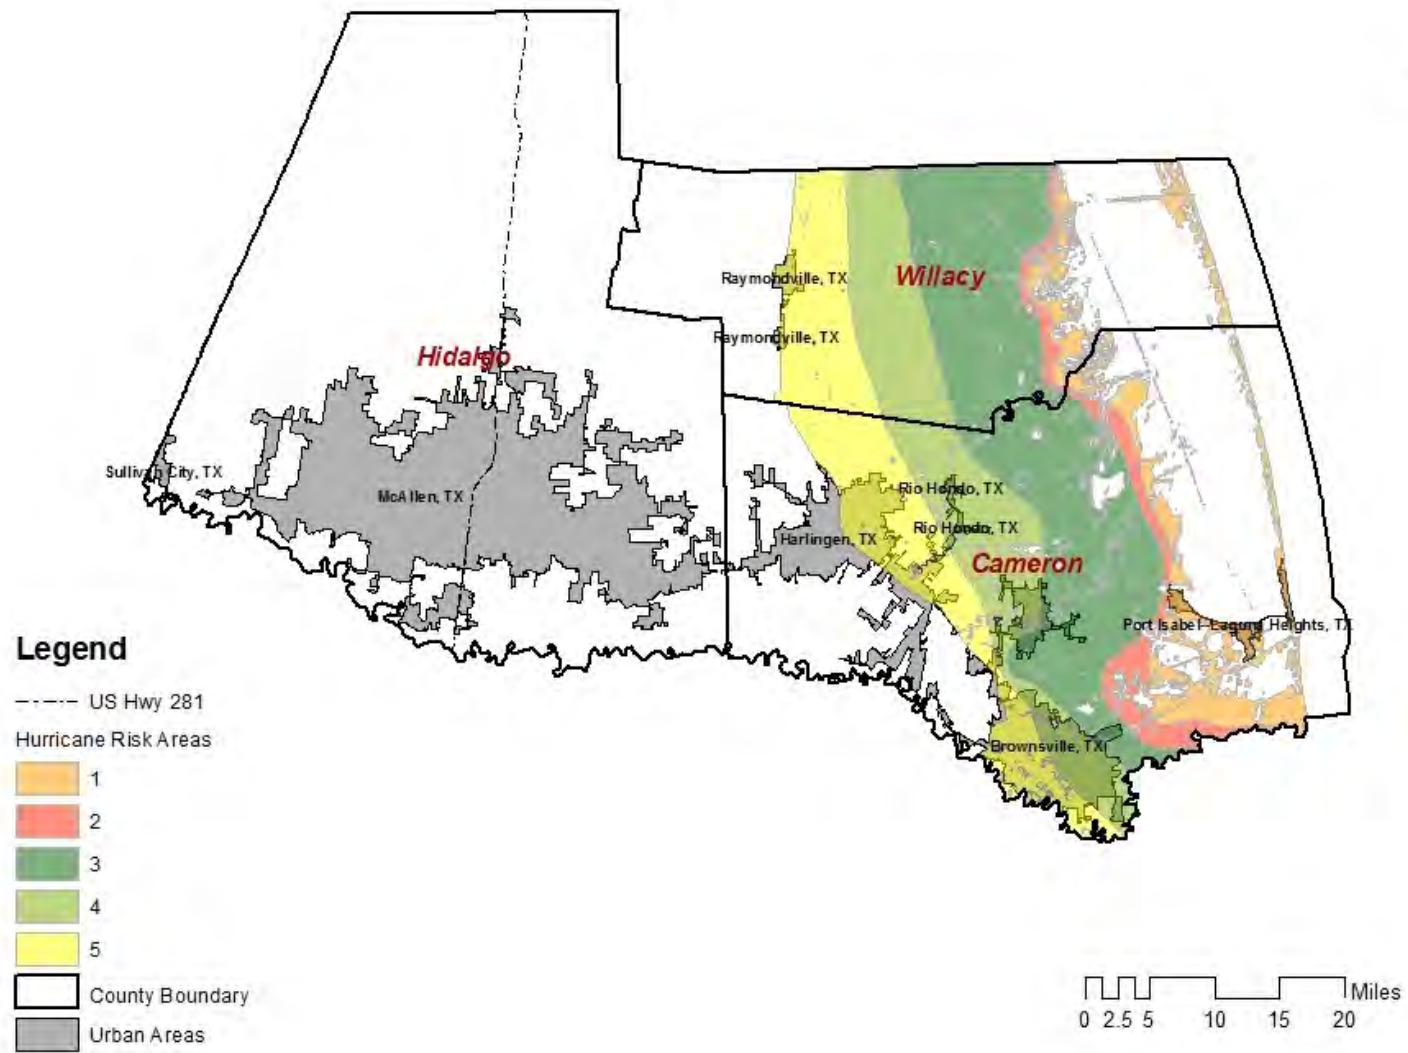 Raymondville, TX
Willacy
Raymondville, TX
Hidalgo
Sullivan City, TX
McAllen, TX
Rio Hondo, TX
Rio Hondo, TX
Harlingen, TX
Cameron
Port Isabel--Laguna Heights, TX
Brownsville, TX
Legend
US Hwy 281
Hurricane Risk Areas
1
2
3
4
5
County Boundary
Urban Areas
Miles
0 2.5 5 10 15 20